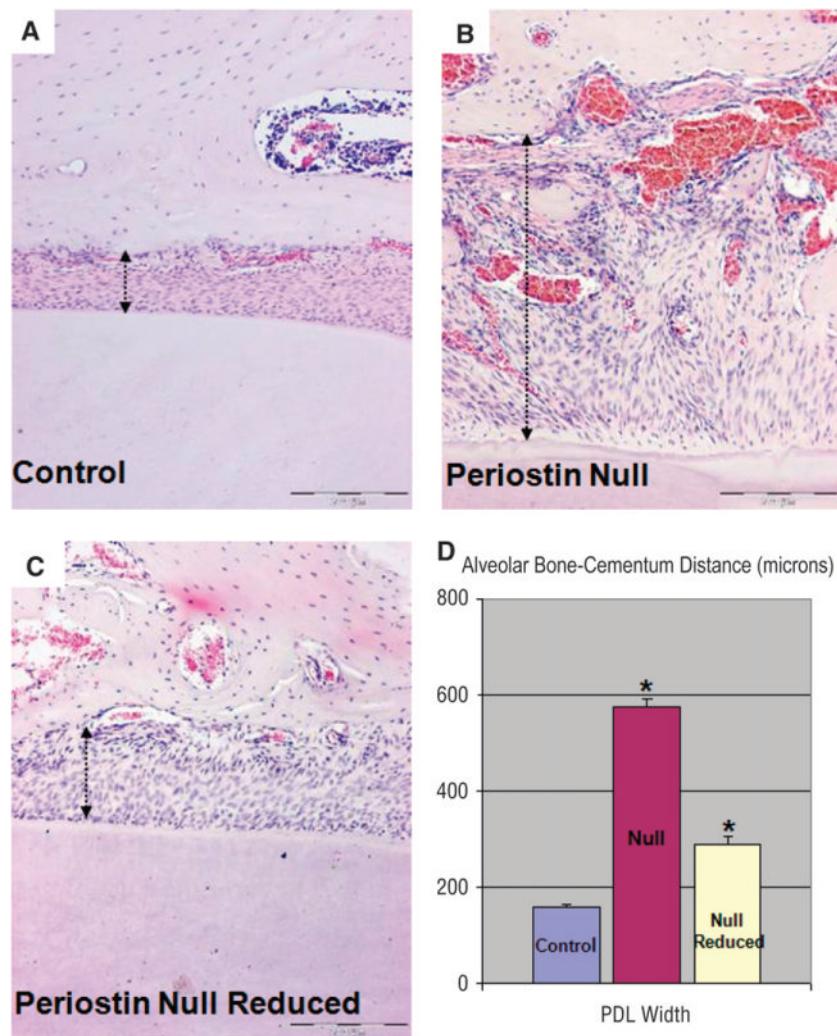 A
Control
B
Periostin Null
C
Periostin Null Reduced
D
Alveolar Bone-Cementum Distance (microns)
800
600
400
200
0
*
*
Control
Null
Null
Reduced
PDL Width